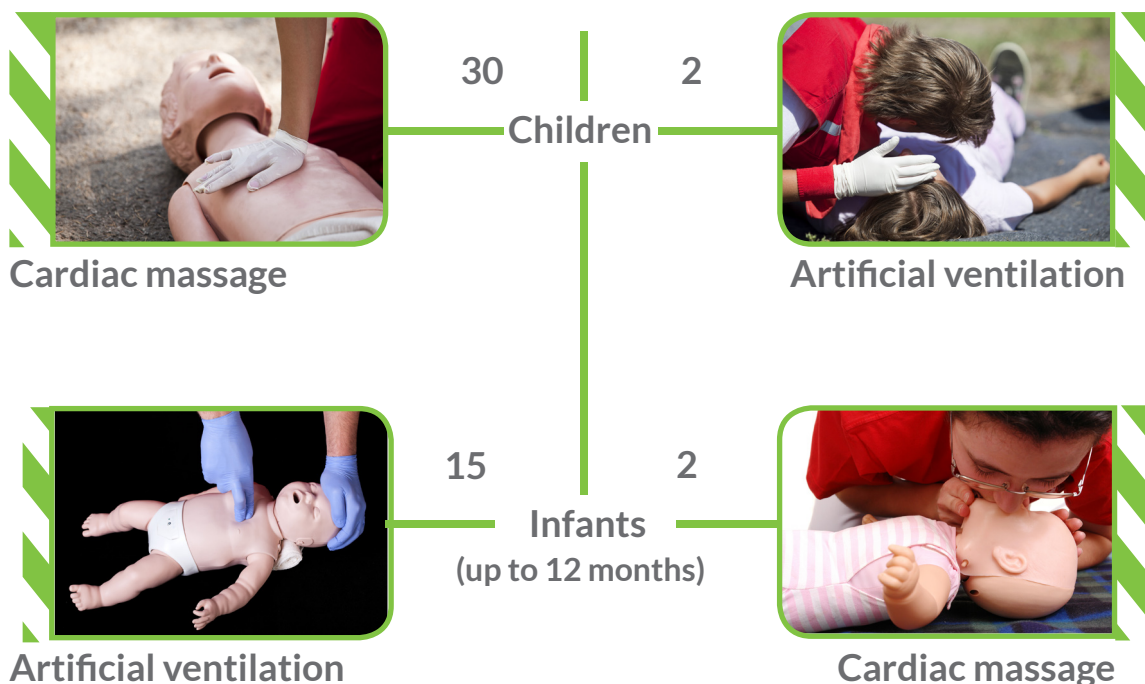 30
2
Children
Cardiac massage
Artificial ventilation
15
2
Infants
(up to 12 months)
Artificial ventilation
Cardiac massage